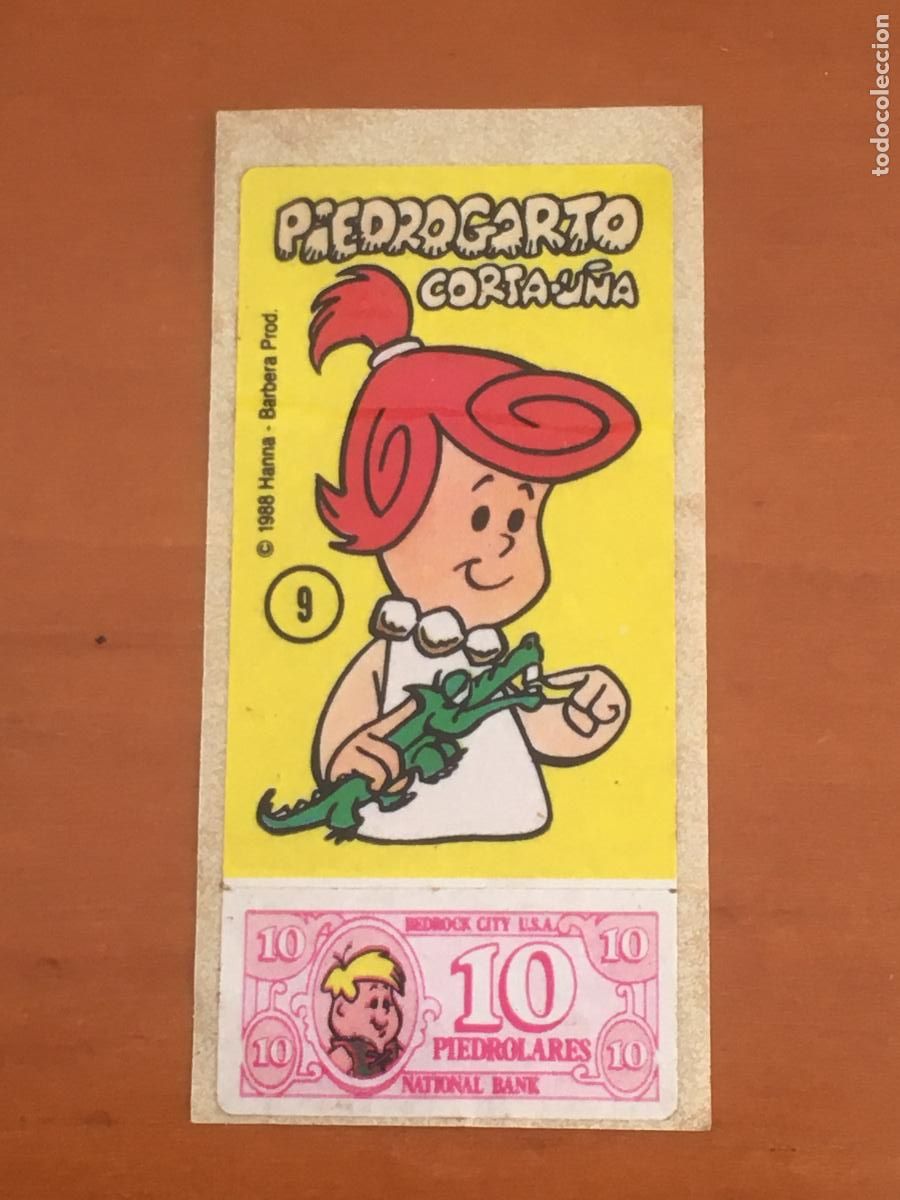 todocoleccion
PIEDROGARTO
CORTA-UÑA
© 1988 Hanna - Barbera Prod.
9
BEDROCK CITY U.S.A.
10 10
10
PIEDROLARES
10 10
NATIONAL BANK